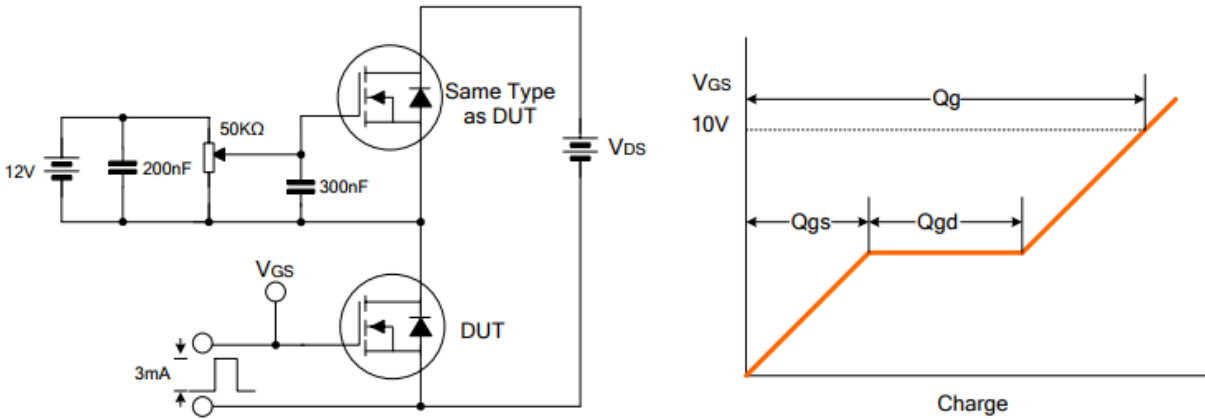 Same Type
as DUT
50KΩ
12V
200nF
300nF
VDS
VGS
DUT
3mA
VGS
10V
Qg
Qgs
Qgd
Charge